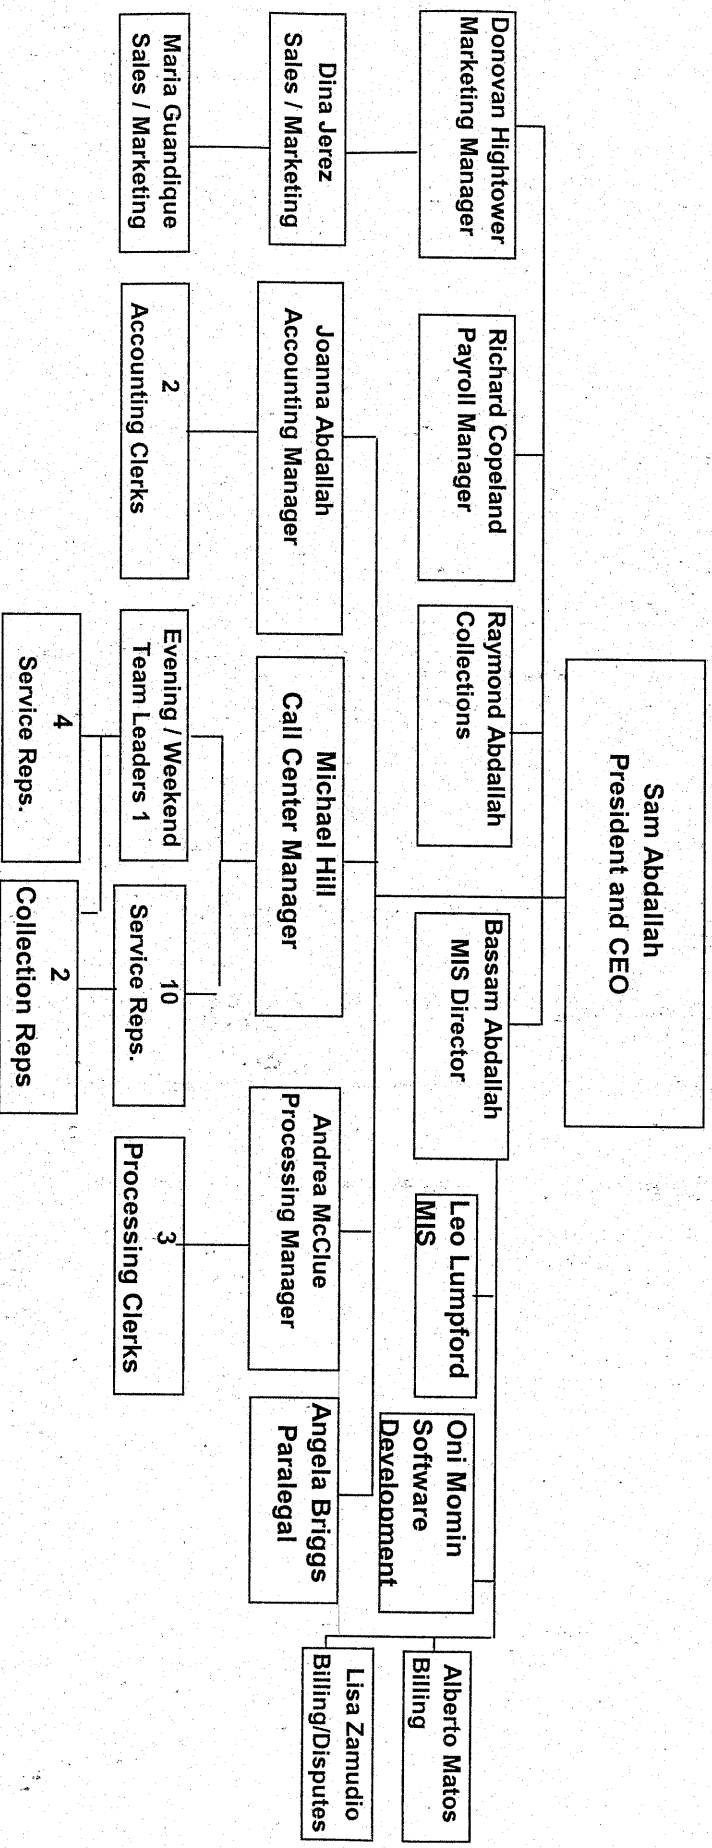 Sam Abdallah
President and CEO
Donovan Hightower
Marketing Manager
Richard Copeland
Payroll Manager
Raymond Abdallah
Collections
Bassam Abdallah
MIS Director
Leo Lumpford
MIS
Oni Momin
Software
Development
Alberto Matos
Billing
Lisa Zamudio
Billing/Disputes
Dina Jerez
Sales / Marketing
Joanna Abdallah
Accounting Manager
Michael Hill
Call Center Manager
Andrea McClue
Processing Manager
Angela Briggs
Paralegal
Maria Guandique
Sales / Marketing
2
Accounting Clerks
Evening / Weekend
Team Leaders 1
10
Service Reps.
3
Processing Clerks
4
Service Reps.
2
Collection Reps